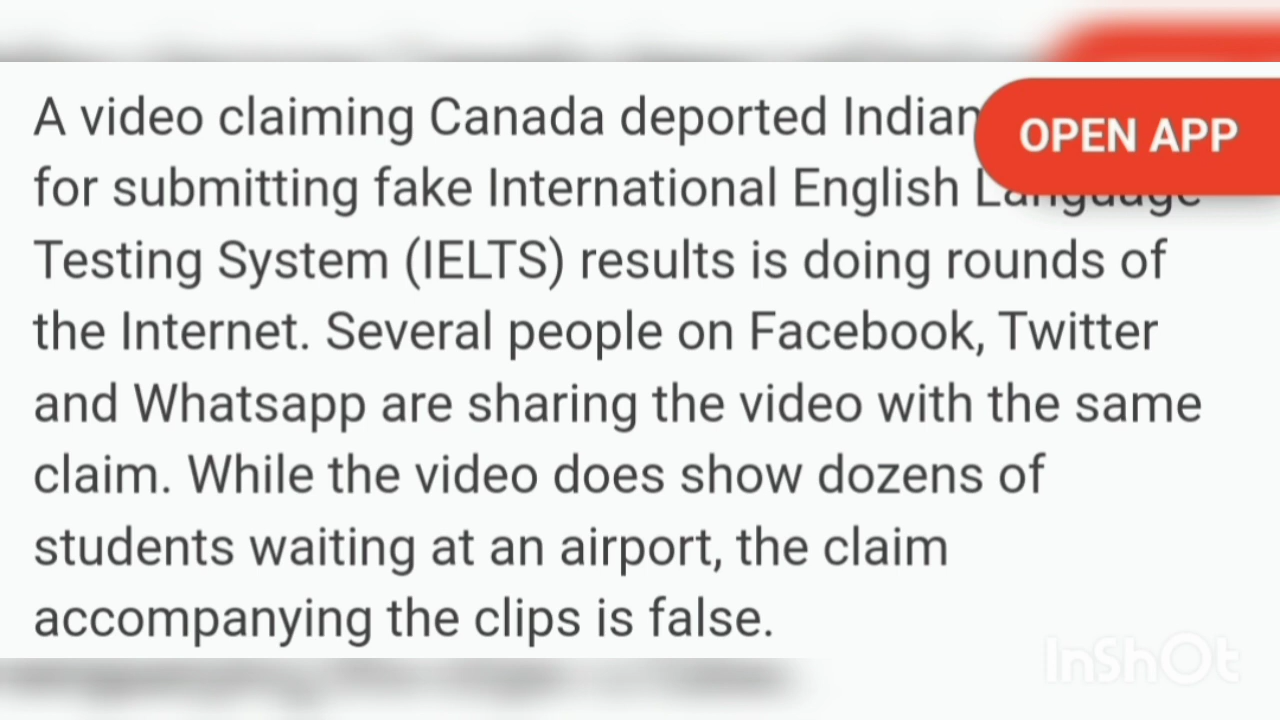 A video claiming Canada deported Indian
OPEN APP
for submitting fake International English Language
Testing System (IELTS) results is doing rounds of
the Internet. Several people on Facebook, Twitter
and Whatsapp are sharing the video with the same
claim. While the video does show dozens of
students waiting at an airport, the claim
accompanying the clips is false.
InShOt